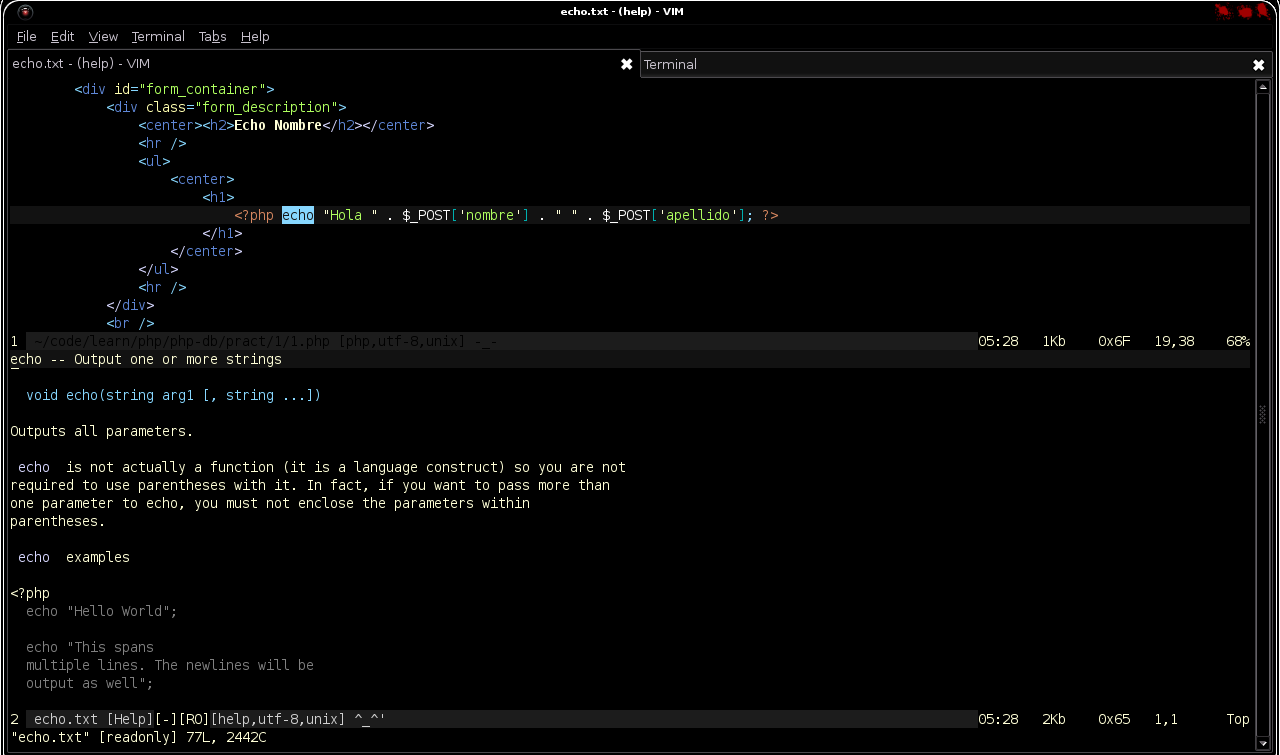 echo.txt - (help) - VIM
File Edit View Terminal Tabs Help
echo.txt - (help) - VIM Terminal
<div id="form_container">
<div class="form_description">
<center><h2>Echo Nombre</h2></center>
<hr />
<ul>
<center>
<h1>
<?php echo "Hola " . $_POST['nombre'] . " " . $_POST['apellido']; ?>
</h1>
</center>
</ul>
<hr />
</div>
<br />
1 ~/code/learn/php/php-db/pract/1/1.php [php,utf-8,unix] -_- 05:28 1Kb 0x6F 19,38 68%
echo -- Output one or more strings
void echo(string arg1 [, string ...])
Outputs all parameters.
echo is not actually a function (it is a language construct) so you are not
required to use parentheses with it. In fact, if you want to pass more than
one parameter to echo, you must not enclose the parameters within
parentheses.
echo examples
<?php
echo "Hello World";
echo "This spans
multiple lines. The newlines will be
output as well";
2 echo.txt [Help][-][RO][help,utf-8,unix] ^_^' 05:28 2Kb 0x65 1,1 Top
"echo.txt" [readonly] 77L, 2442C